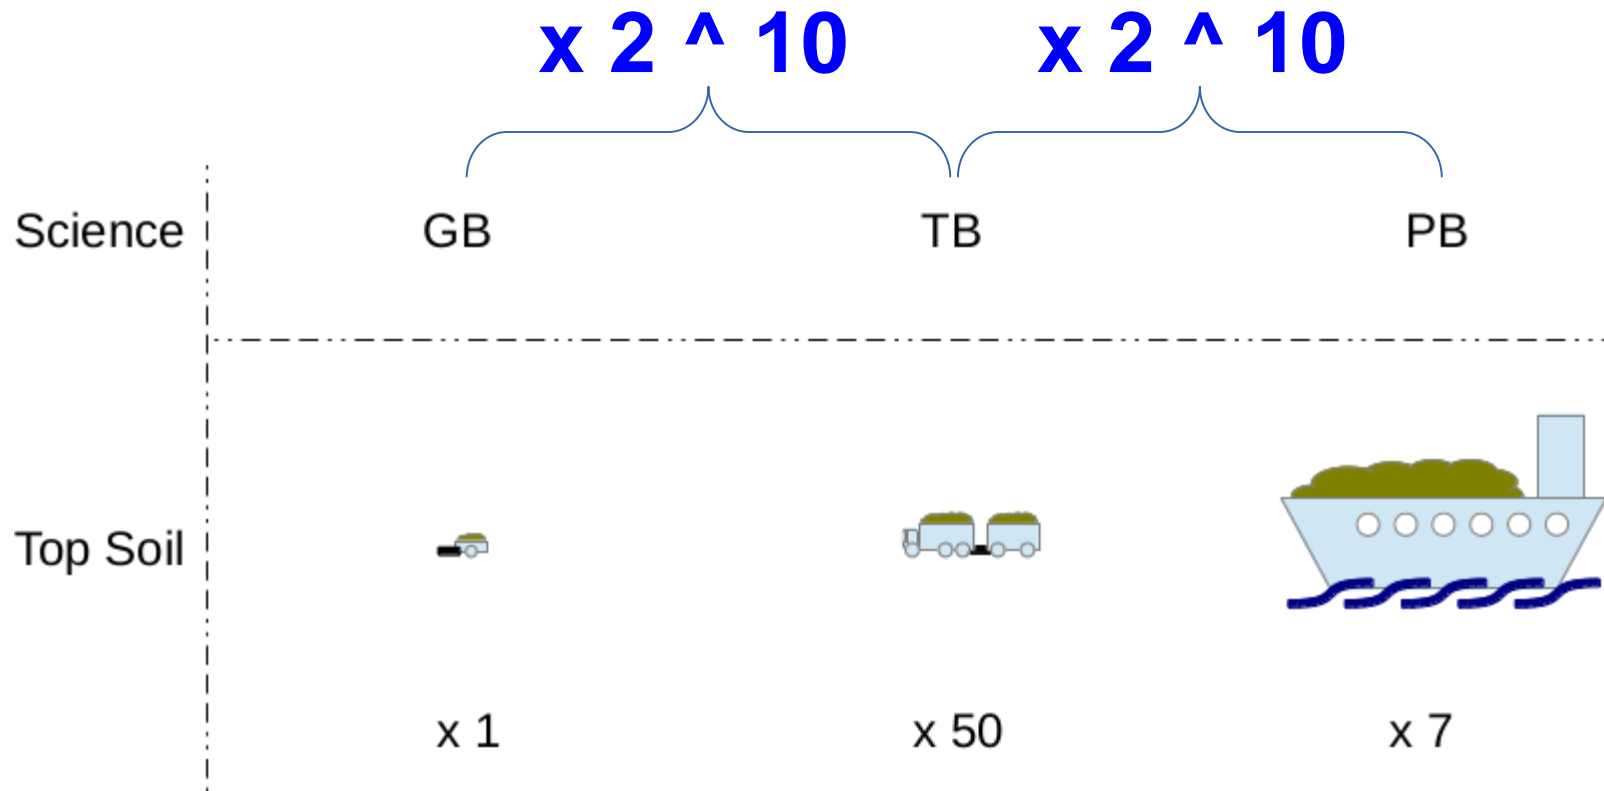 x 2 ^ 10 x 2 ^ 10
Science GB TB PB
Top Soil
x 1 x 50 x 7